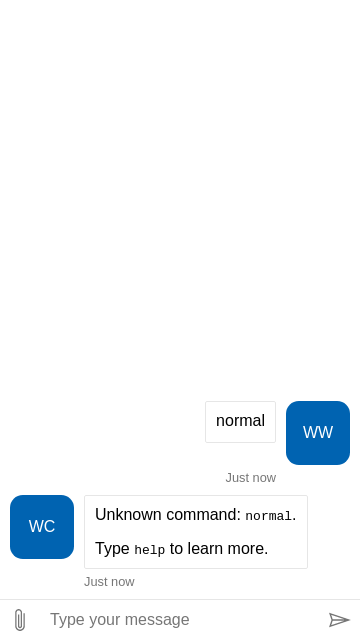 normal
WW
Just now
WC
Unknown command: normal.
Type help to learn more.
Just now
Type your message